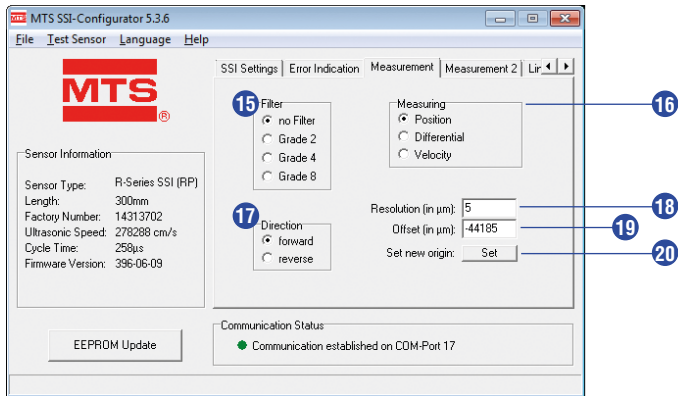 MTS MTS SSI-Configurator 5.3.6
File Test Sensor Language Help
MTS
®
Sensor Information
Sensor Type: R-Series SSI (RP)
Length: 300mm
Factory Number: 14313702
Ultrasonic Speed: 278288 cm/s
Cycle Time: 258µs
Firmware Version: 396-06-09
EEPROM Update
SSI Settings Error Indication Measurement Measurement 2 Lin
15 Filter
no Filter
Grade 2
Grade 4
Grade 8
Measuring 16
Position
Differential
Velocity
17 Direction
forward
reverse
Resolution (in µm): 5 18
Offset (in µm): -44185 19
Set new origin: Set 20
Communication Status
Communication established on COM-Port 17